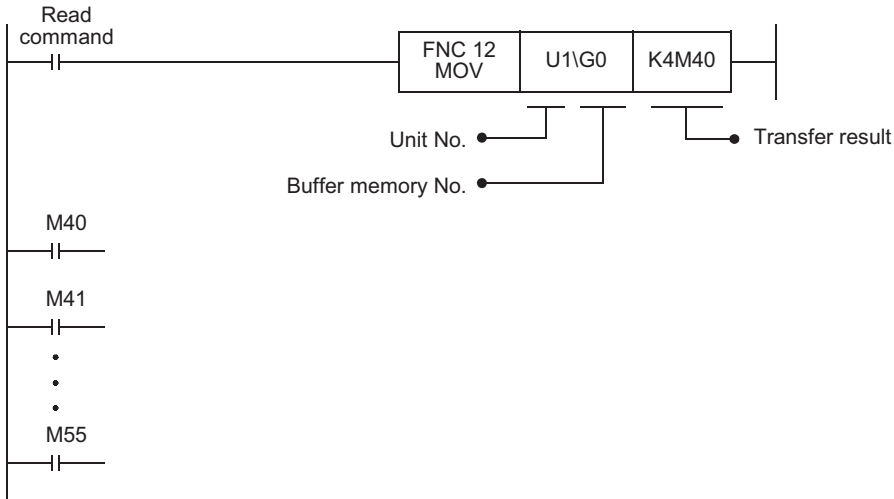 Read
command
FNC 12
MOV
U1\G0
K4M40
Unit No.
Transfer result
Buffer memory No.
M40
M41
M55